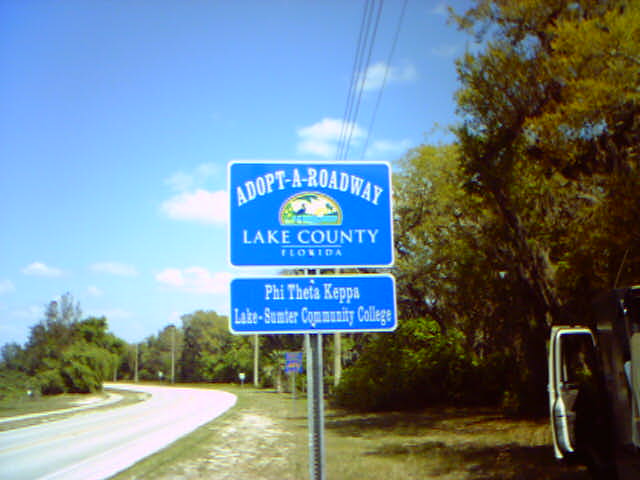 ADOPT-A-ROADWAY
LAKE COUNTY
FLORIDA
Phi Theta Keppa
Lake-Sumter Community College